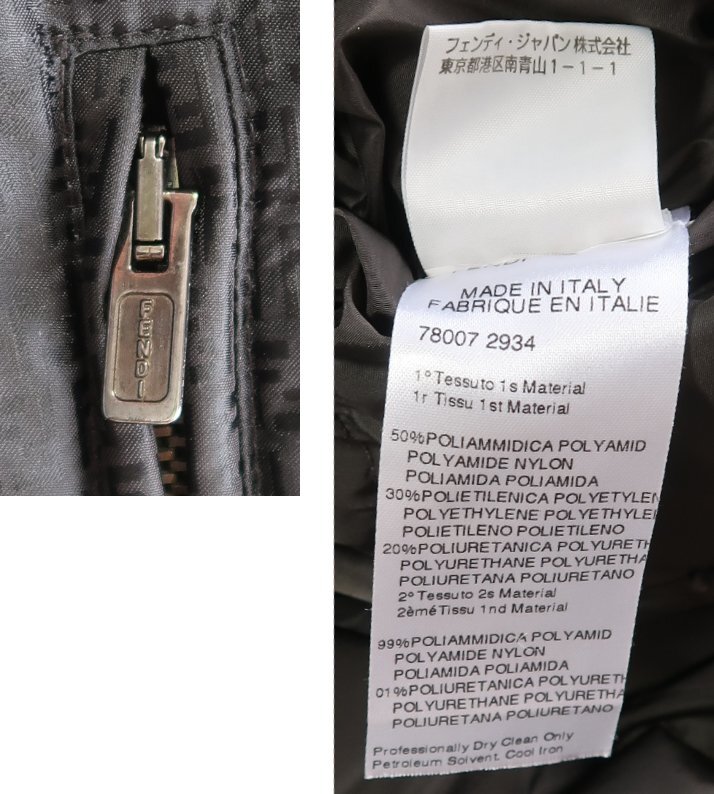 FENDI
フェンディ・ジャパン株式会社
東京都港区南青山1-1-1
FENDI
MADE IN ITALY
FABRIQUE EN ITALIE
78007 2934
1° Tessuto 1s Material
1r Tissu 1st Material
50%POLIAMMIDICA POLYAMID
POLYAMIDE NYLON
POLIAMIDA POLIAMIDA
30%POLIETILENICA POLYETYLEN
POLYETHYLENE POLYETHYLE
POLIETILENO POLIETILENO
20%POLIURETANICA POLYURETH
POLYURETHANE POLYURETHA
POLIURETANA POLIURETANO
2° Tessuto 2s Material
2èmé Tissu 1nd Material
99%POLIAMMIDICA POLYAMID
POLYAMIDE NYLON
POLIAMIDA POLIAMIDA
01%POLIURETANICA POLYURETH
POLYURETHANE POLYURETHA
POLIURETANA POLIURETANO
Professionally Dry Clean Only
Petroleum Solvent. Cool Iron